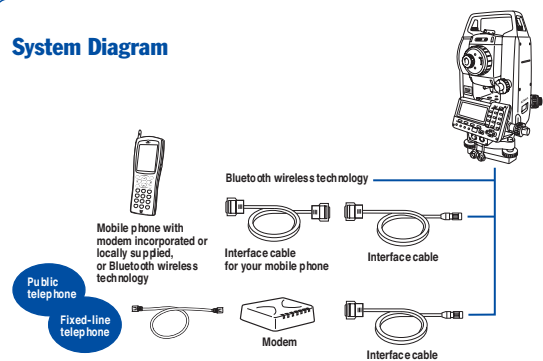 System Diagram
Bluetooth wireless technology
Mobile phone with
modem incorporated or
locally supplied,
or Bluetooth wireless
technology
Interface cable
for your mobile phone
Interface cable
Public
telephone
Fixed-line
telephone
Modem
Interface cable